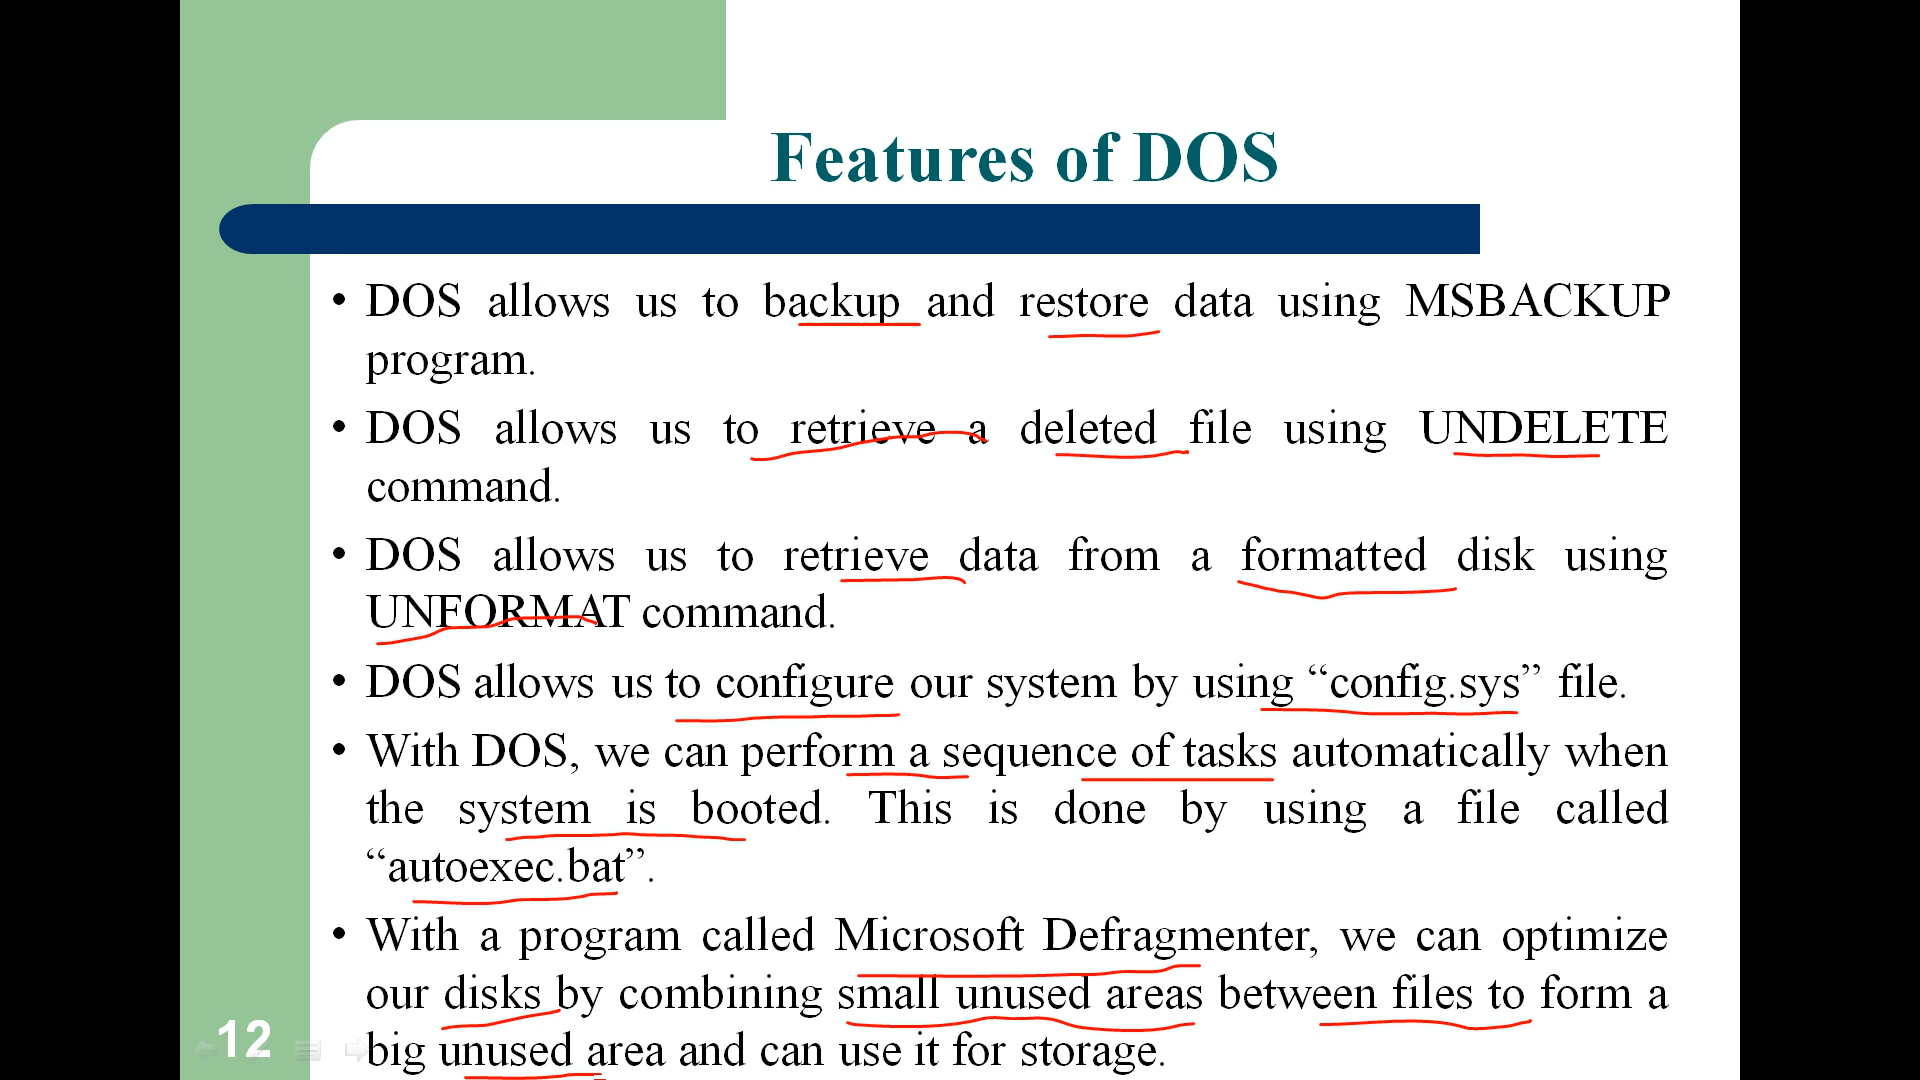 Features of DOS
• DOS allows us to backup and restore data using MSBACKUP
program.
• DOS allows us to retrieve a deleted file using UNDELETE
command.
• DOS allows us to retrieve data from a formatted disk using
UNFORMAT command.
• DOS allows us to configure our system by using “config.sys” file.
• With DOS, we can perform a sequence of tasks automatically when
the system is booted. This is done by using a file called
“autoexec.bat”.
• With a program called Microsoft Defragmenter, we can optimize
our disks by combining small unused areas between files to form a
big unused area and can use it for storage.
12